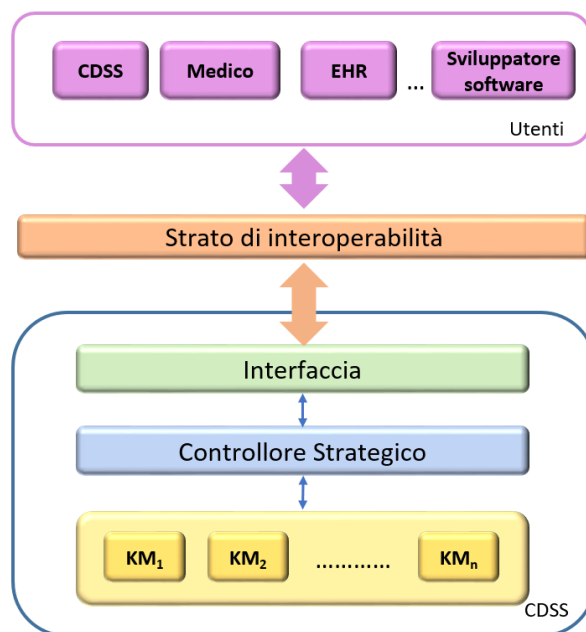 CDSS
Medico
EHR
...
Sviluppatore
software
Utenti
Strato di interoperabilità
Interfaccia
Controllore Strategico
KM₁
KM₂
…………
KMₙ
CDSS